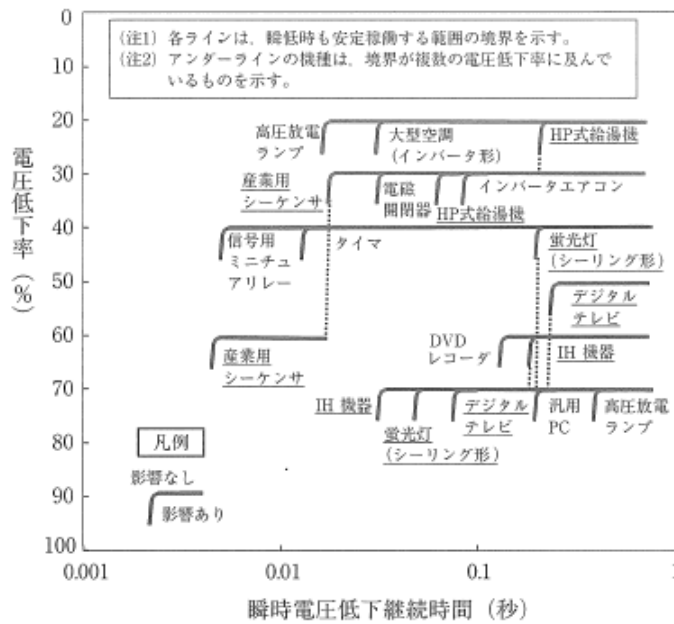 (注1) 各ラインは、瞬低時も安定稼働する範囲の境界を示す。
(注2) アンダーラインの機種は、境界が複数の電圧低下率に及んで
いるものを示す。
電圧低下率（%）
0
10
20
30
40
50
60
70
80
90
100
高圧放電
ランプ
大型空調
(インバータ形)
HP式給湯機
産業用
シーケンサ
電磁
開閉器
HP式給湯機
インバータエアコン
信号用
ミニチュ
アリレー
タイマ
蛍光灯
(シーリング形)
デジタル
テレビ
産業用
シーケンサ
DVD
レコーダ
IH 機器
IH 機器
蛍光灯
(シーリング形)
デジタル
テレビ
汎用
PC
高圧放電
ランプ
凡例
影響なし
影響あり
0.001
0.01
0.1
1
瞬時電圧低下継続時間（秒）